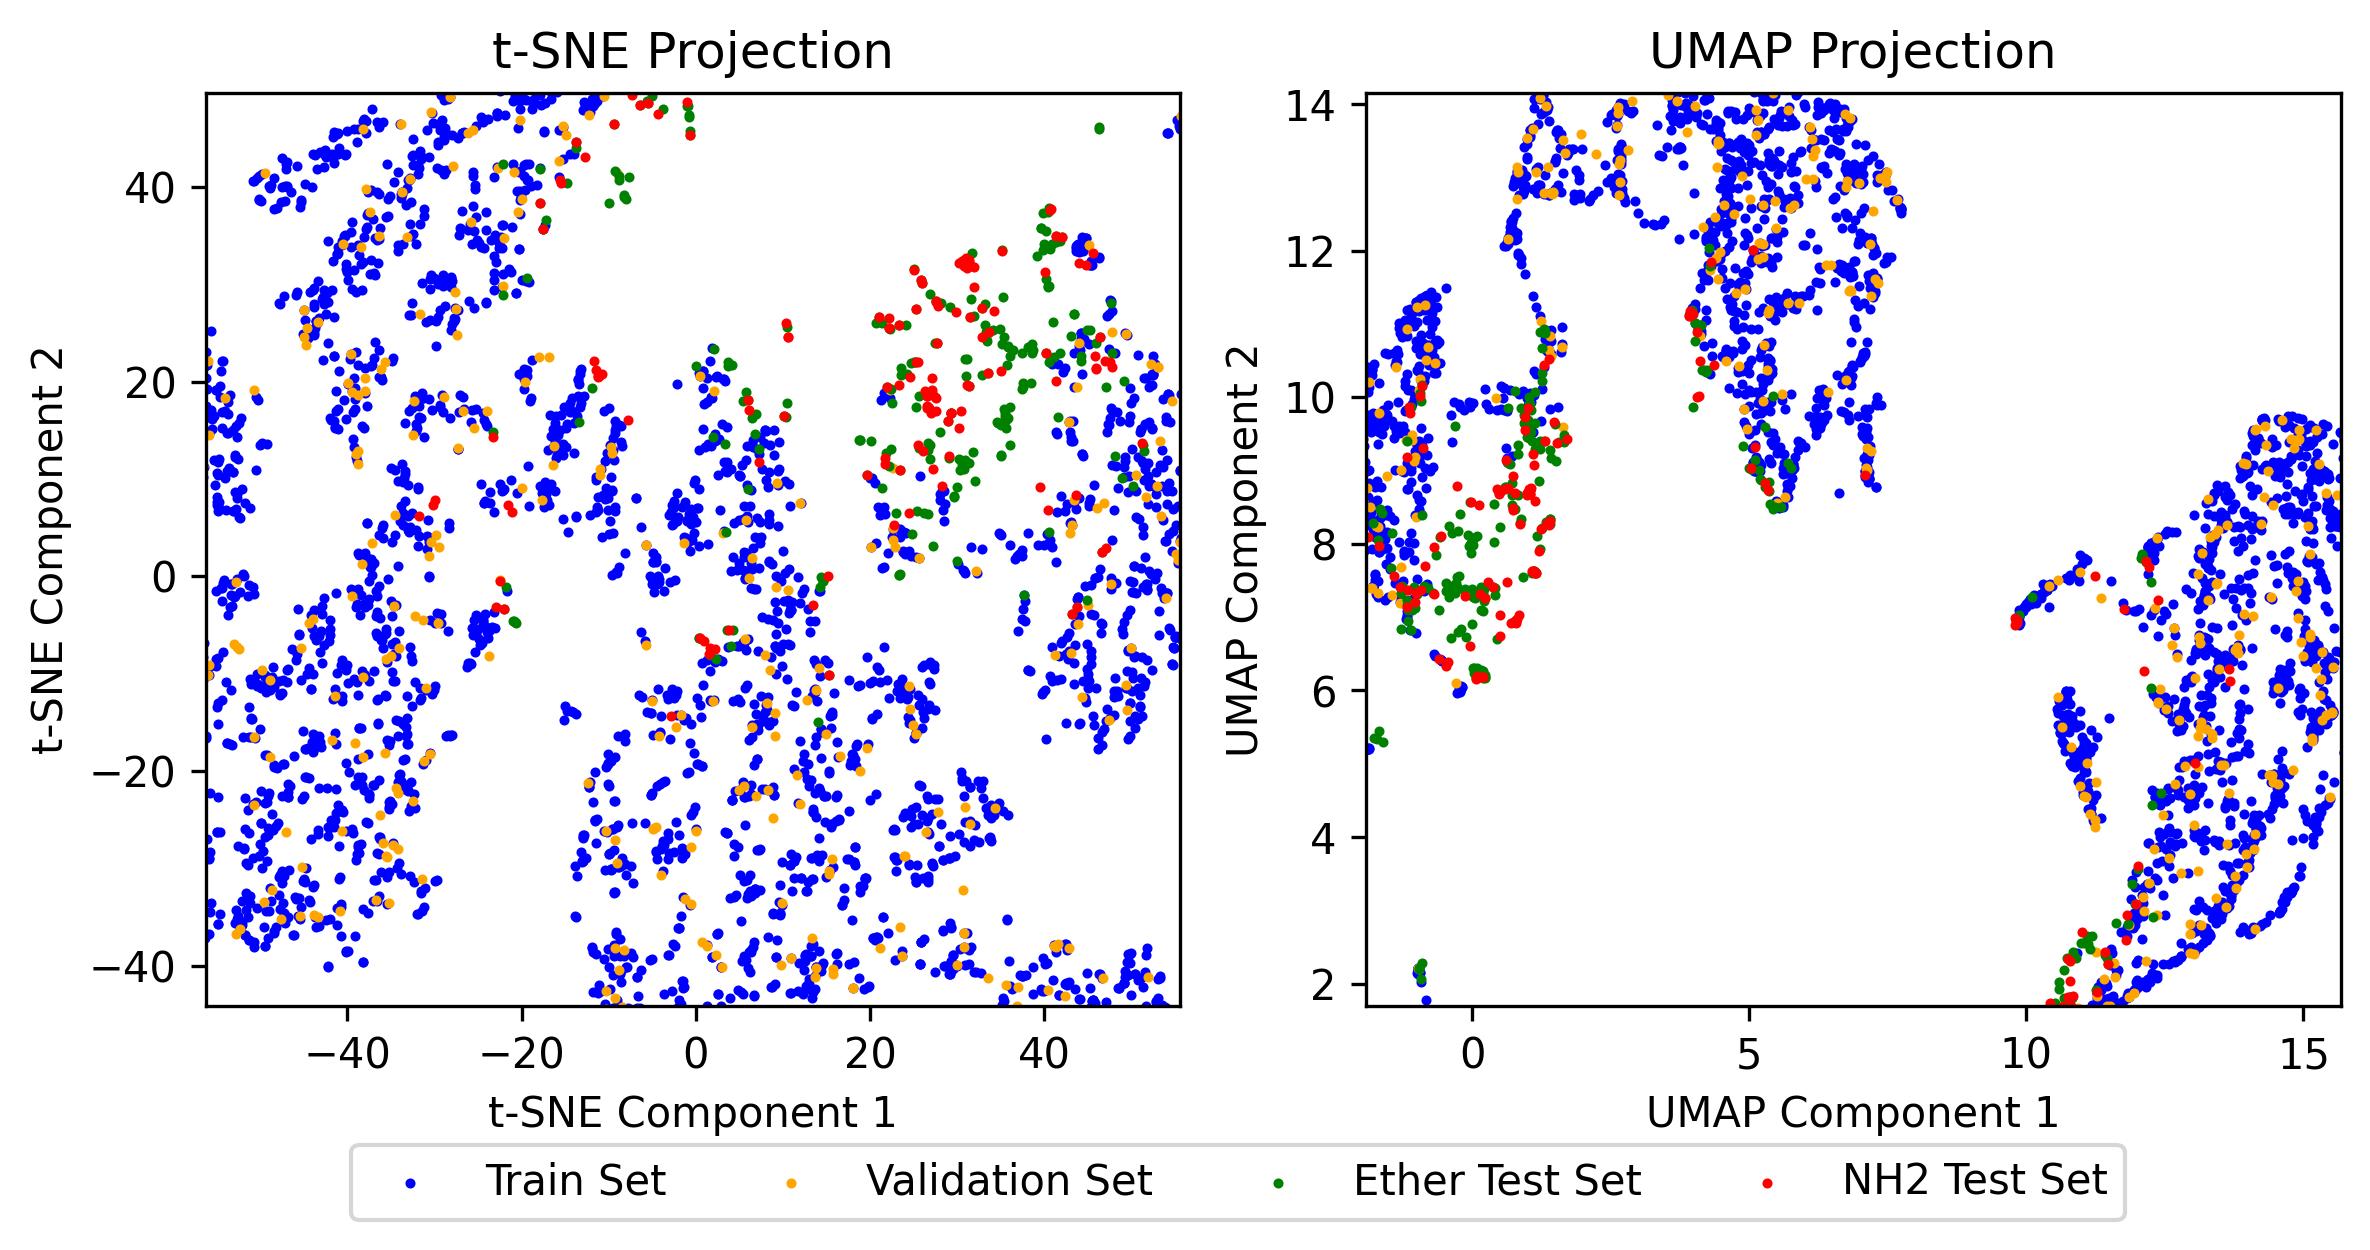 t-SNE Projection
t-SNE Component 2
40
20
0
−20
−40
−40
−20
0
20
40
t-SNE Component 1
UMAP Projection
UMAP Component 2
14
12
10
8
6
4
2
0
5
10
15
UMAP Component 1
Train Set
Validation Set
Ether Test Set
NH2 Test Set